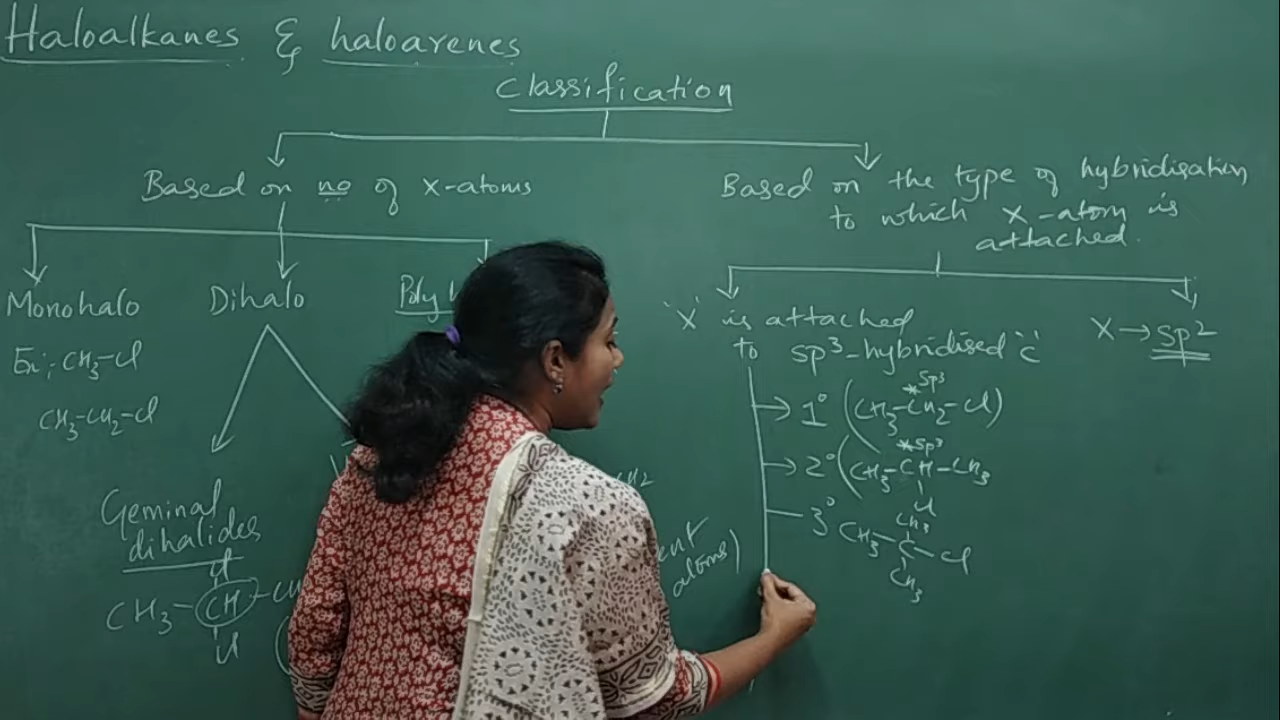 Haloalkanes & haloarenes
Classification
Based on no of X-atoms
Monohalo
Ex:- CH3-Cl
CH3-CH2-Cl
Dihalo
Poly
Geminal
dihalides
Cl
CH3-CH-CH
Cl
CH2
ent
atoms)
Based on the type of hybridisation
to which X-atom is
attached.
'X' is attached
to sp3-hybridised 'c'
*sp3
1° (CH3-CH2-Cl)
*sp3
2° (CH3-CH-CH3
Cl
CH3
3° CH3-C-Cl
CH3
X→sp2